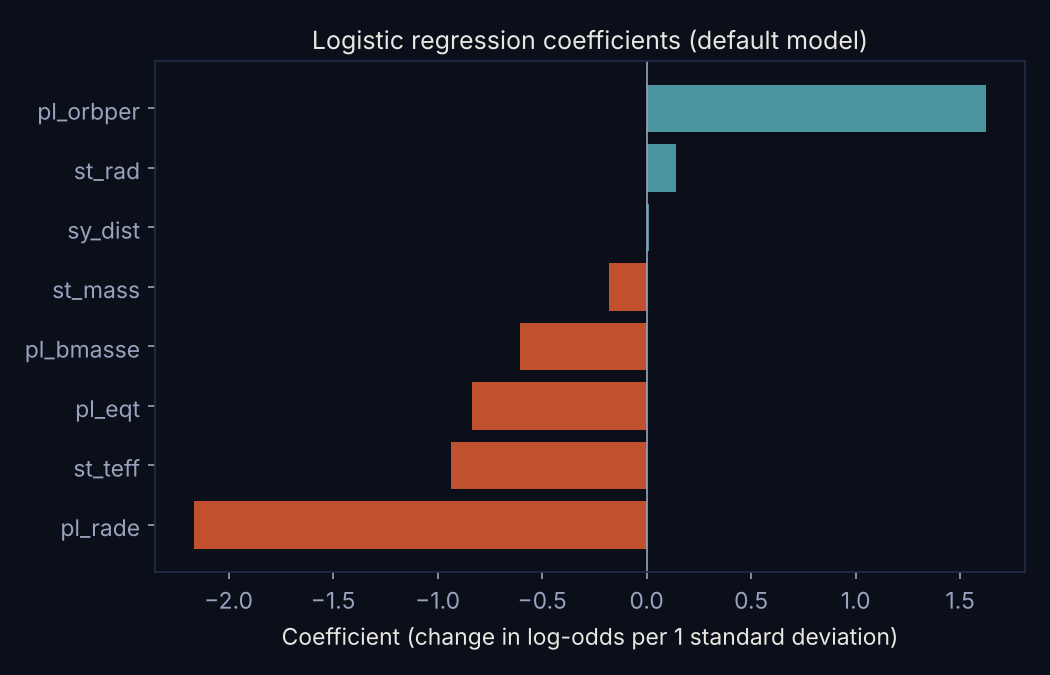 Logistic regression coefficients (default model)
pl_orbper
st_rad
sy_dist
st_mass
pl_bmasse
pl_eqt
st_teff
pl_rade
−2.0 −1.5 −1.0 −0.5 0.0 0.5 1.0 1.5
Coefficient (change in log-odds per 1 standard deviation)